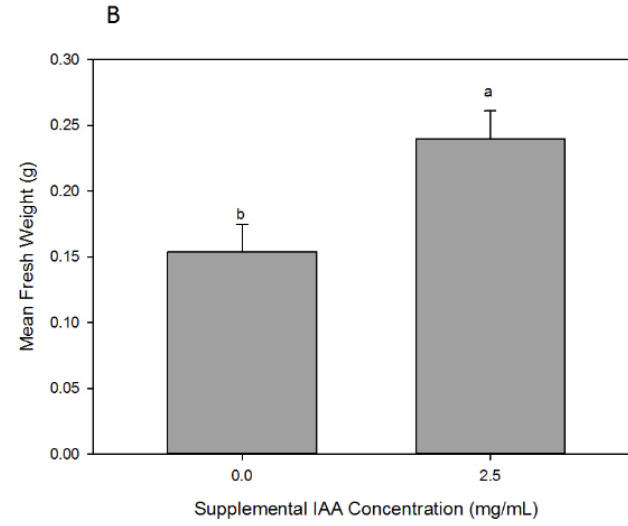 B
0.30
0.25
0.20
0.15
0.10
0.05
0.00
Mean Fresh Weight (g)
b
a
0.0
2.5
Supplemental IAA Concentration (mg/mL)